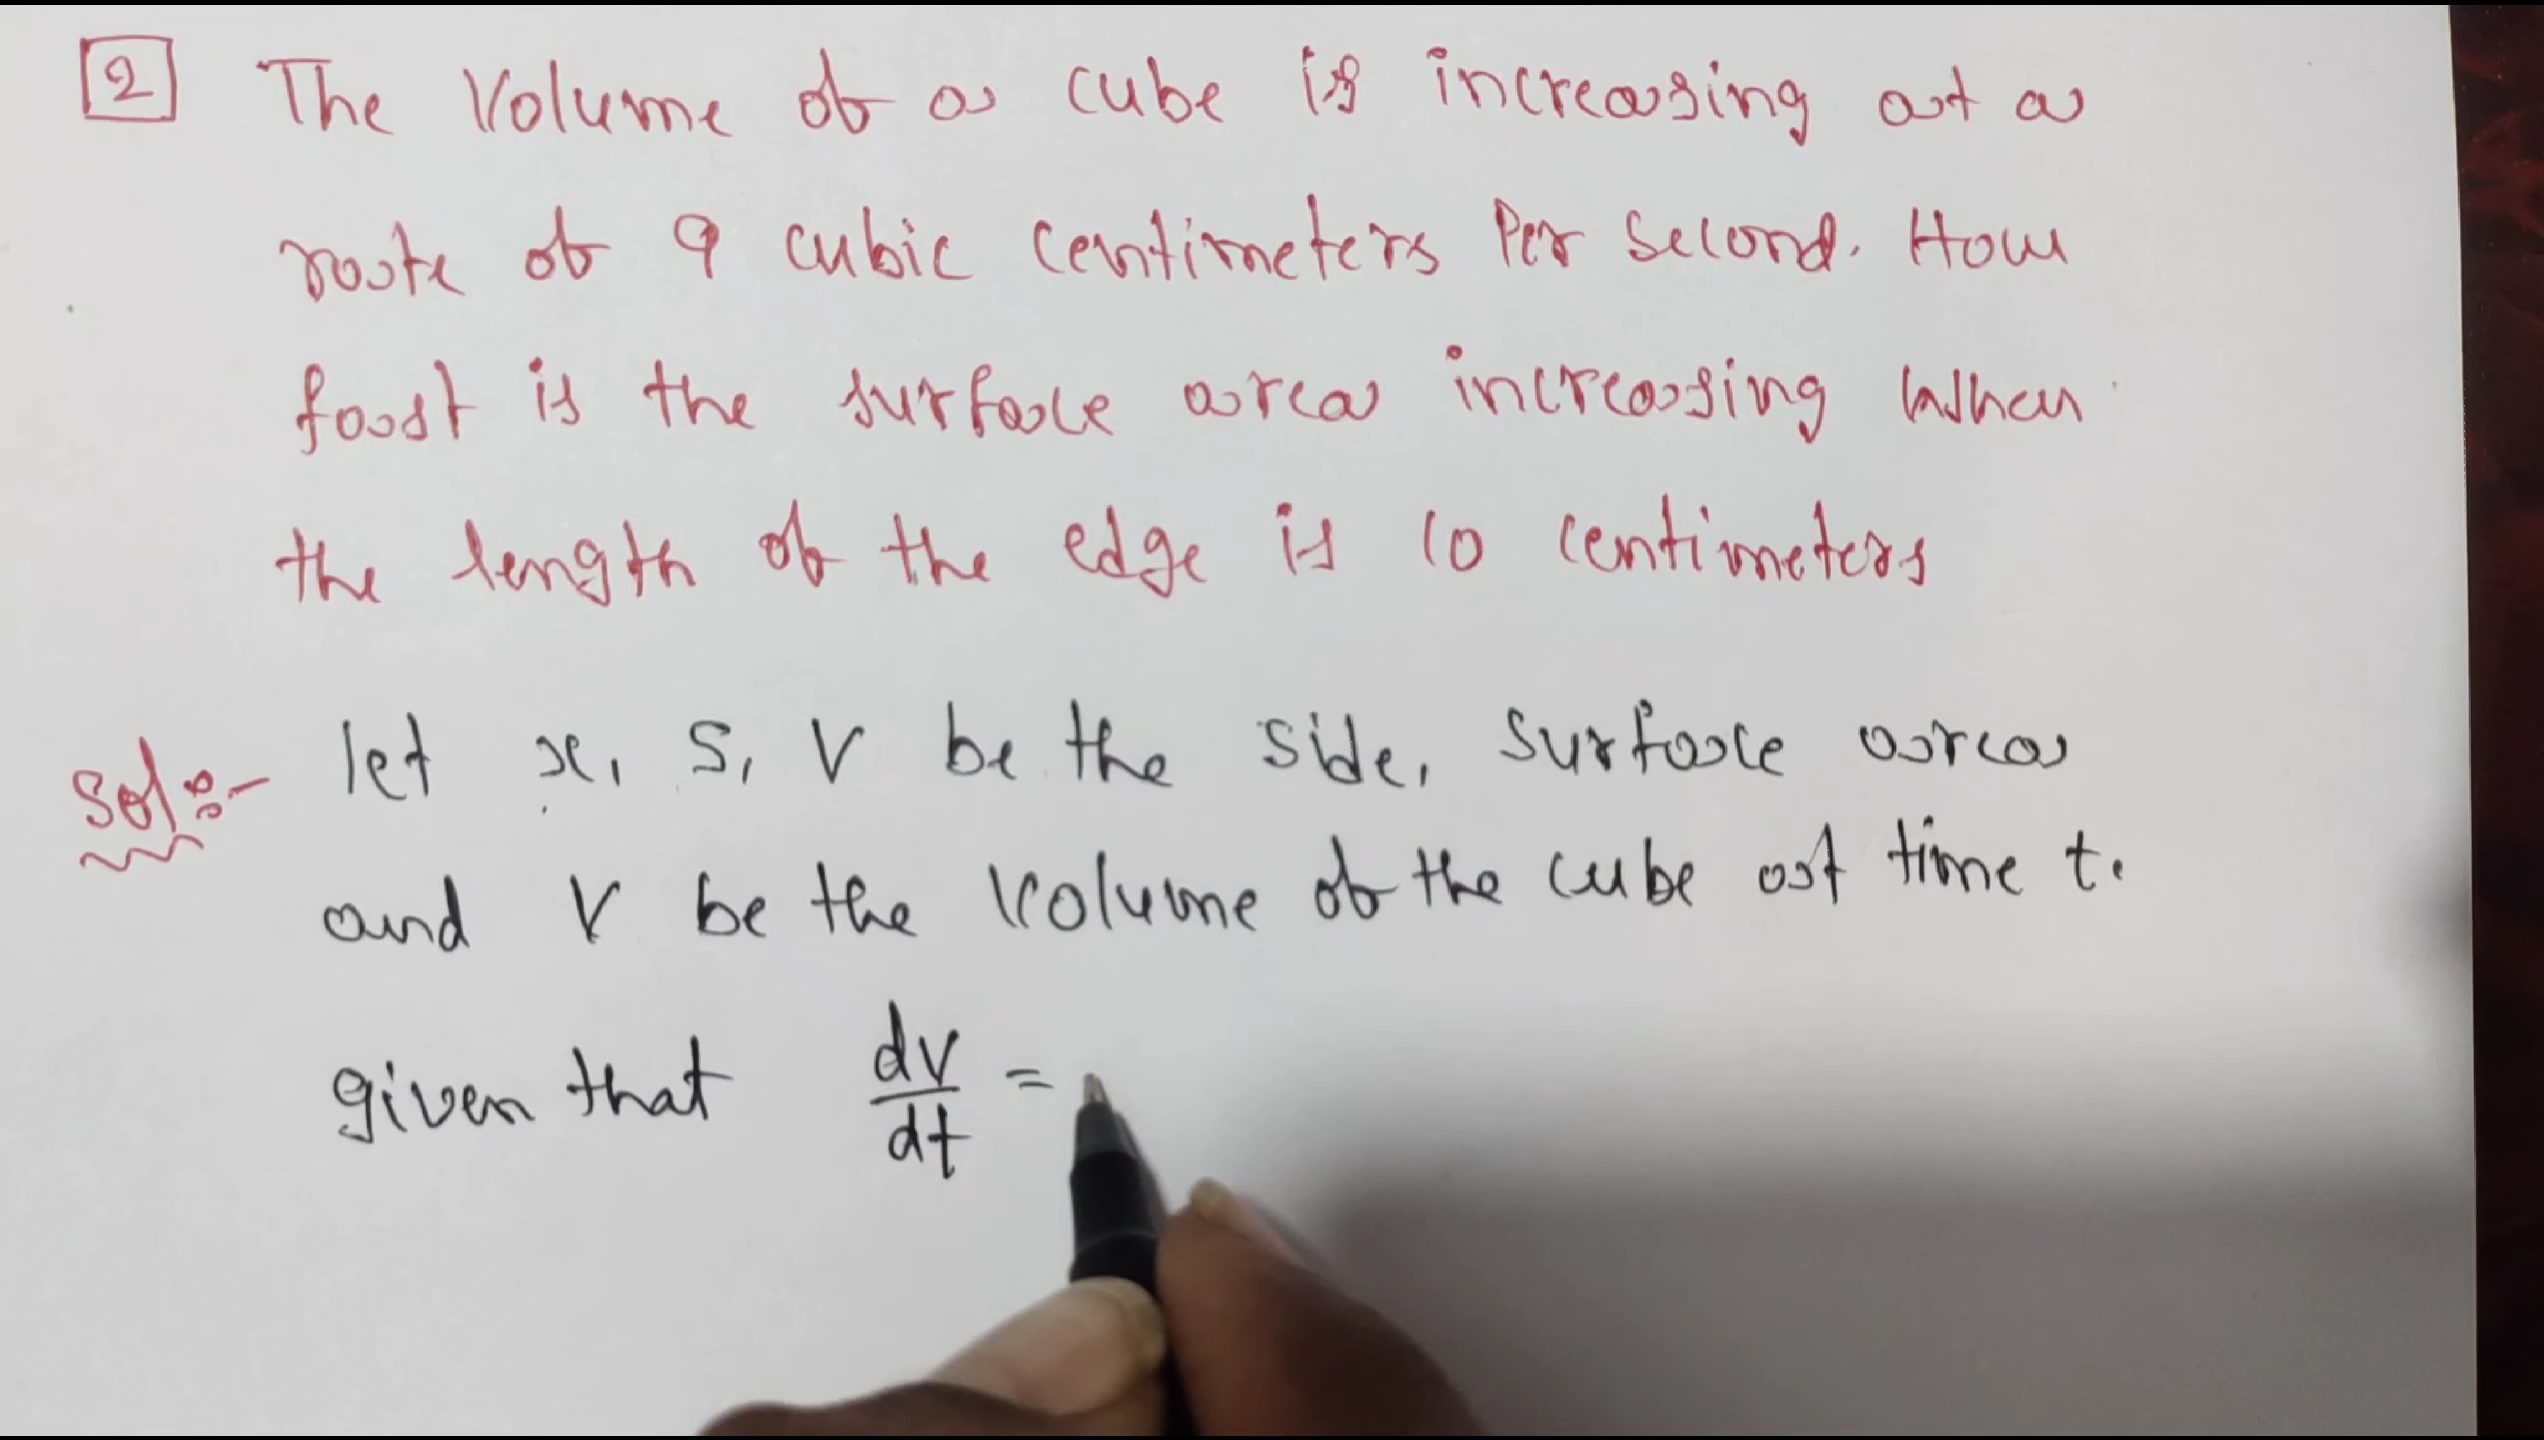 2 The Volume of a cube is increasing at a
rate of 9 cubic centimeters Per Second. How
fast is the surface area increasing when
the length of the edge is 10 centimeters
Sol:- let x, S, V be the side, surface area
and V be the Volume of the cube at time t.
given that dv/dt =